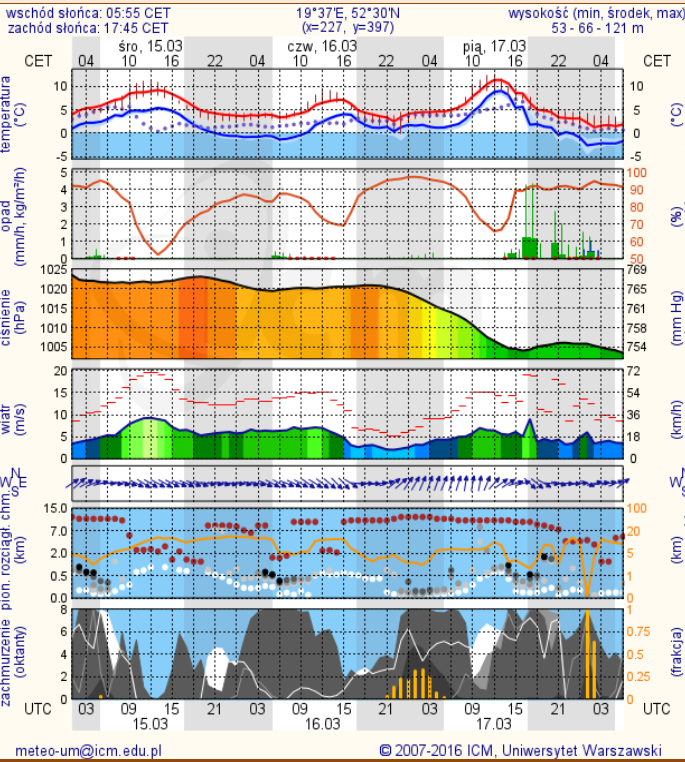 wschód słońca: 05:55 CET 19°37'E, 52°30'N wysokość (min, środek, max)
zachód słońca: 17:45 CET (x=227, y=397) 53 - 66 - 121 m
śro, 15.03 czw, 16.03 pią, 17.03
CET 04 10 16 22 04 10 16 22 04 10 16 22 04 CET
temperatura
(°C)
10
5
0
-5
10
5
0
-5
(°C)
opad
(mm/h, kg/m²/h)
5
4
3
2
1
0
100
90
80
70
60
50
(%)
ciśnienie
(hPa)
1025
1020
1015
1010
1005
769
765
761
758
754
(mm Hg)
wiatr
(m/s)
20
15
10
5
0
72
54
36
18
0
(km/h)
N
W E
S
N
W
S
pion. rozciągł. chm.
(km)
15.0
7.0
2.0
0.5
0.0
100
20
5
1
0
(km)
zachmurzenie
(oktanty)
8
6
4
2
0
1
0.75
0.5
0.25
0
(frakcja)
UTC 03 09 15 21 03 09 15 21 03 09 15 21 03 UTC
15.03 16.03 17.03
meteo-um@icm.edu.pl © 2007-2016 ICM, Uniwersytet Warszawski